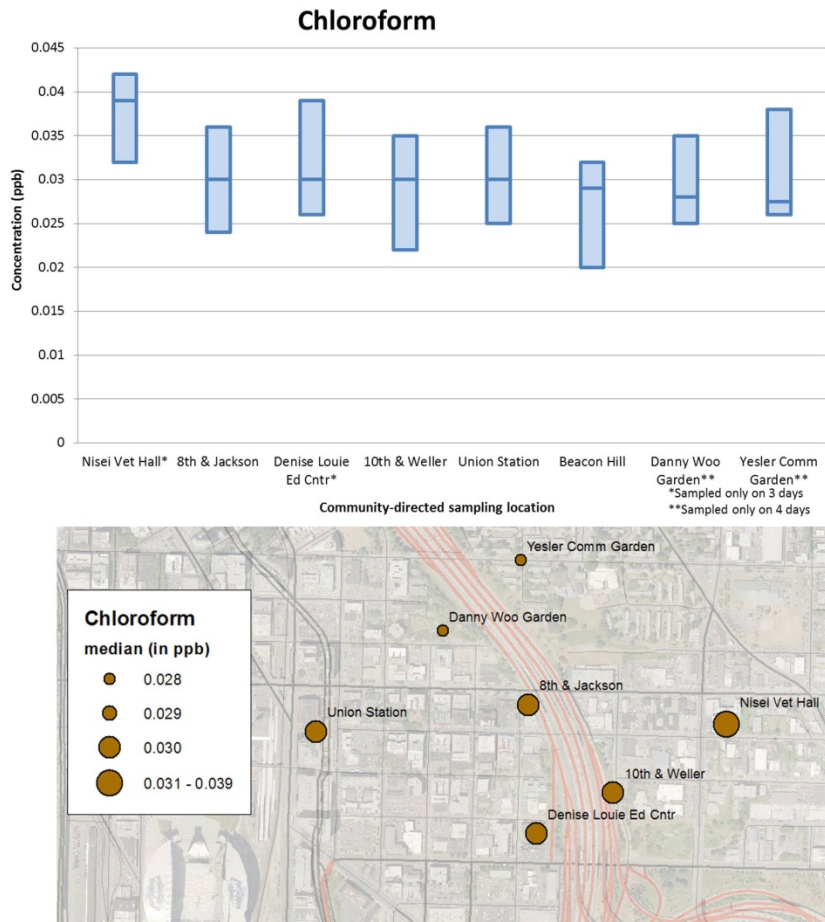 Chloroform
0.045
0.04
0.035
0.03
0.025
0.02
0.015
0.01
0.005
0
Concentration (ppb)
Nisei Vet Hall*
8th & Jackson
Denise Louie
Ed Cntr*
10th & Weller
Union Station
Beacon Hill
Danny Woo
Garden**
Yesler Comm
Garden**
Community-directed sampling location
*Sampled only on 3 days
**Sampled only on 4 days
Yesler Comm Garden
Danny Woo Garden
Chloroform
median (in ppb)
0.028
0.029
0.030
0.031 - 0.039
8th & Jackson
Union Station
Nisei Vet Hall
10th & Weller
Denise Louie Ed Cntr